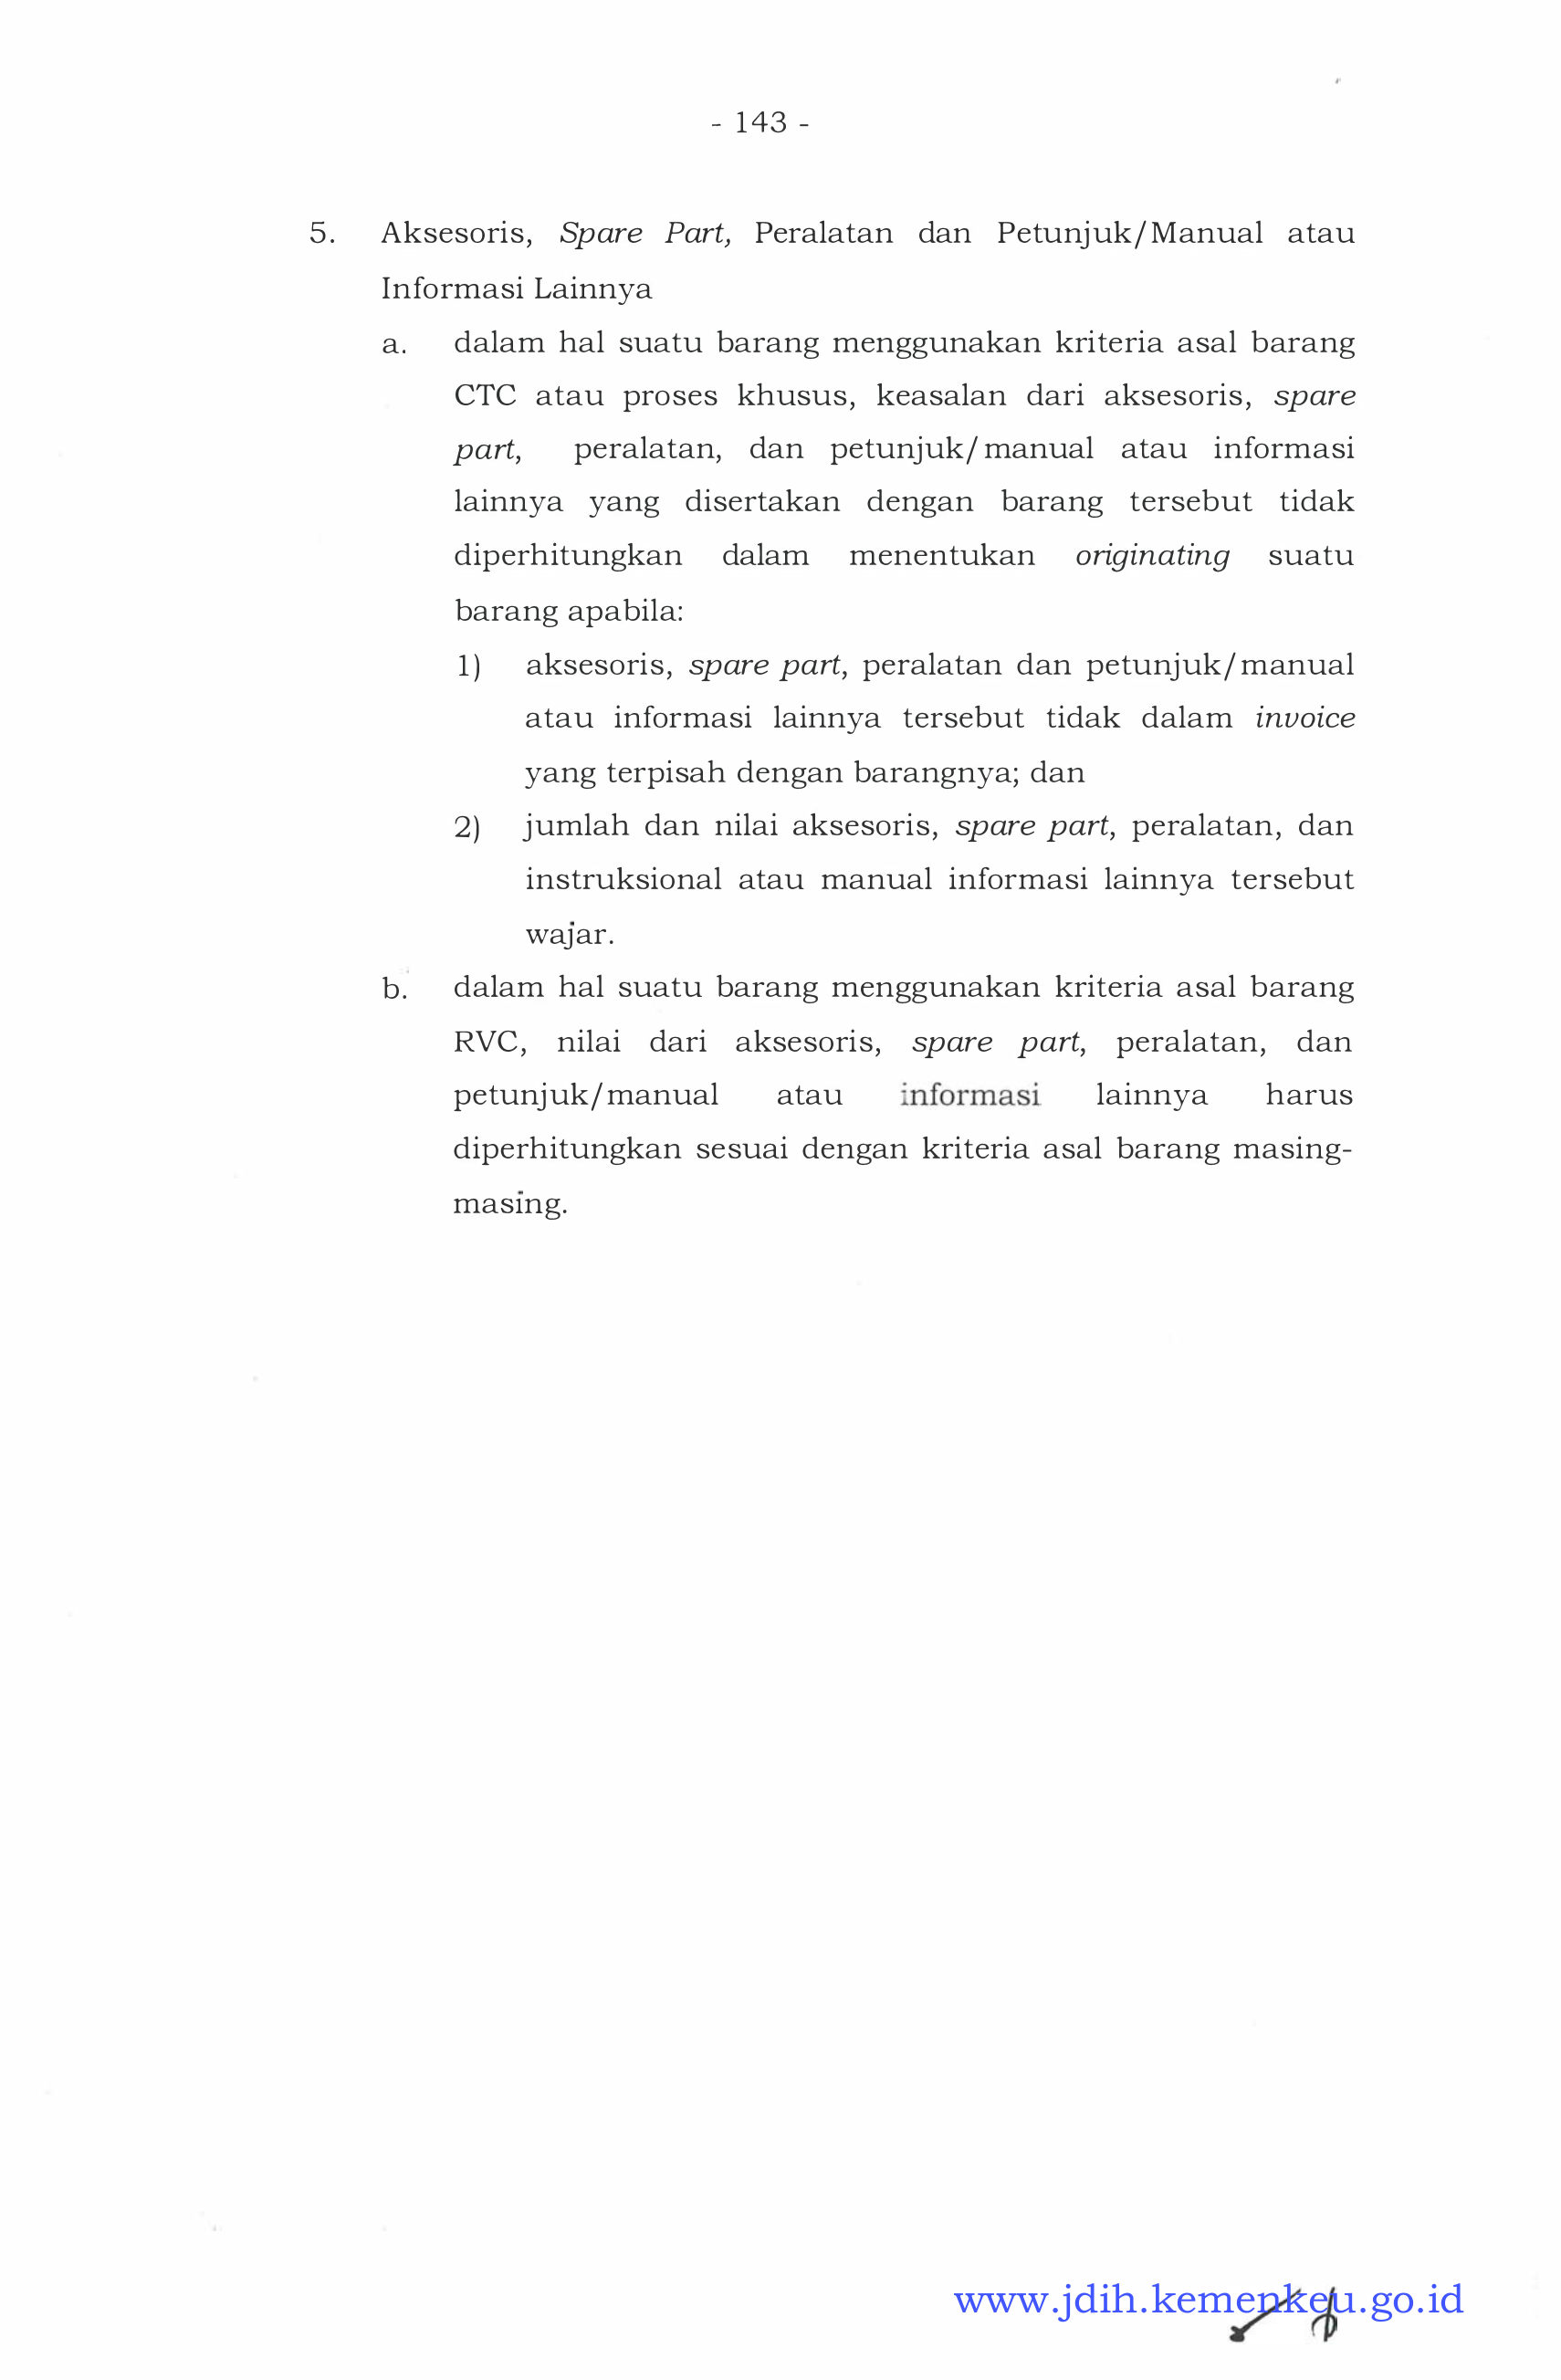 - 143 -
5. Aksesoris, Spare Part, Peralatan dan Petunjuk/Manual atau
Informasi Lainnya
a. dalam hal suatu barang menggunakan kriteria asal barang
CTC atau proses khusus, keasalan dari aksesoris, spare
part, peralatan, dan petunjuk/manual atau informasi
lainnya yang disertakan dengan barang tersebut tidak
diperhitungkan dalam menentukan originating suatu
barang apabila:
1) aksesoris, spare part, peralatan dan petunjuk/manual
atau informasi lainnya tersebut tidak dalam invoice
yang terpisah dengan barangnya; dan
2) jumlah dan nilai aksesoris, spare part, peralatan, dan
instruksional atau manual informasi lainnya tersebut
wajar.
b. dalam hal suatu barang menggunakan kriteria asal barang
RVC, nilai dari aksesoris, spare part, peralatan, dan
petunjuk/manual atau informasi lainnya harus
diperhitungkan sesuai dengan kriteria asal barang masing-
masing.
www.jdih.kemenkeu.go.id